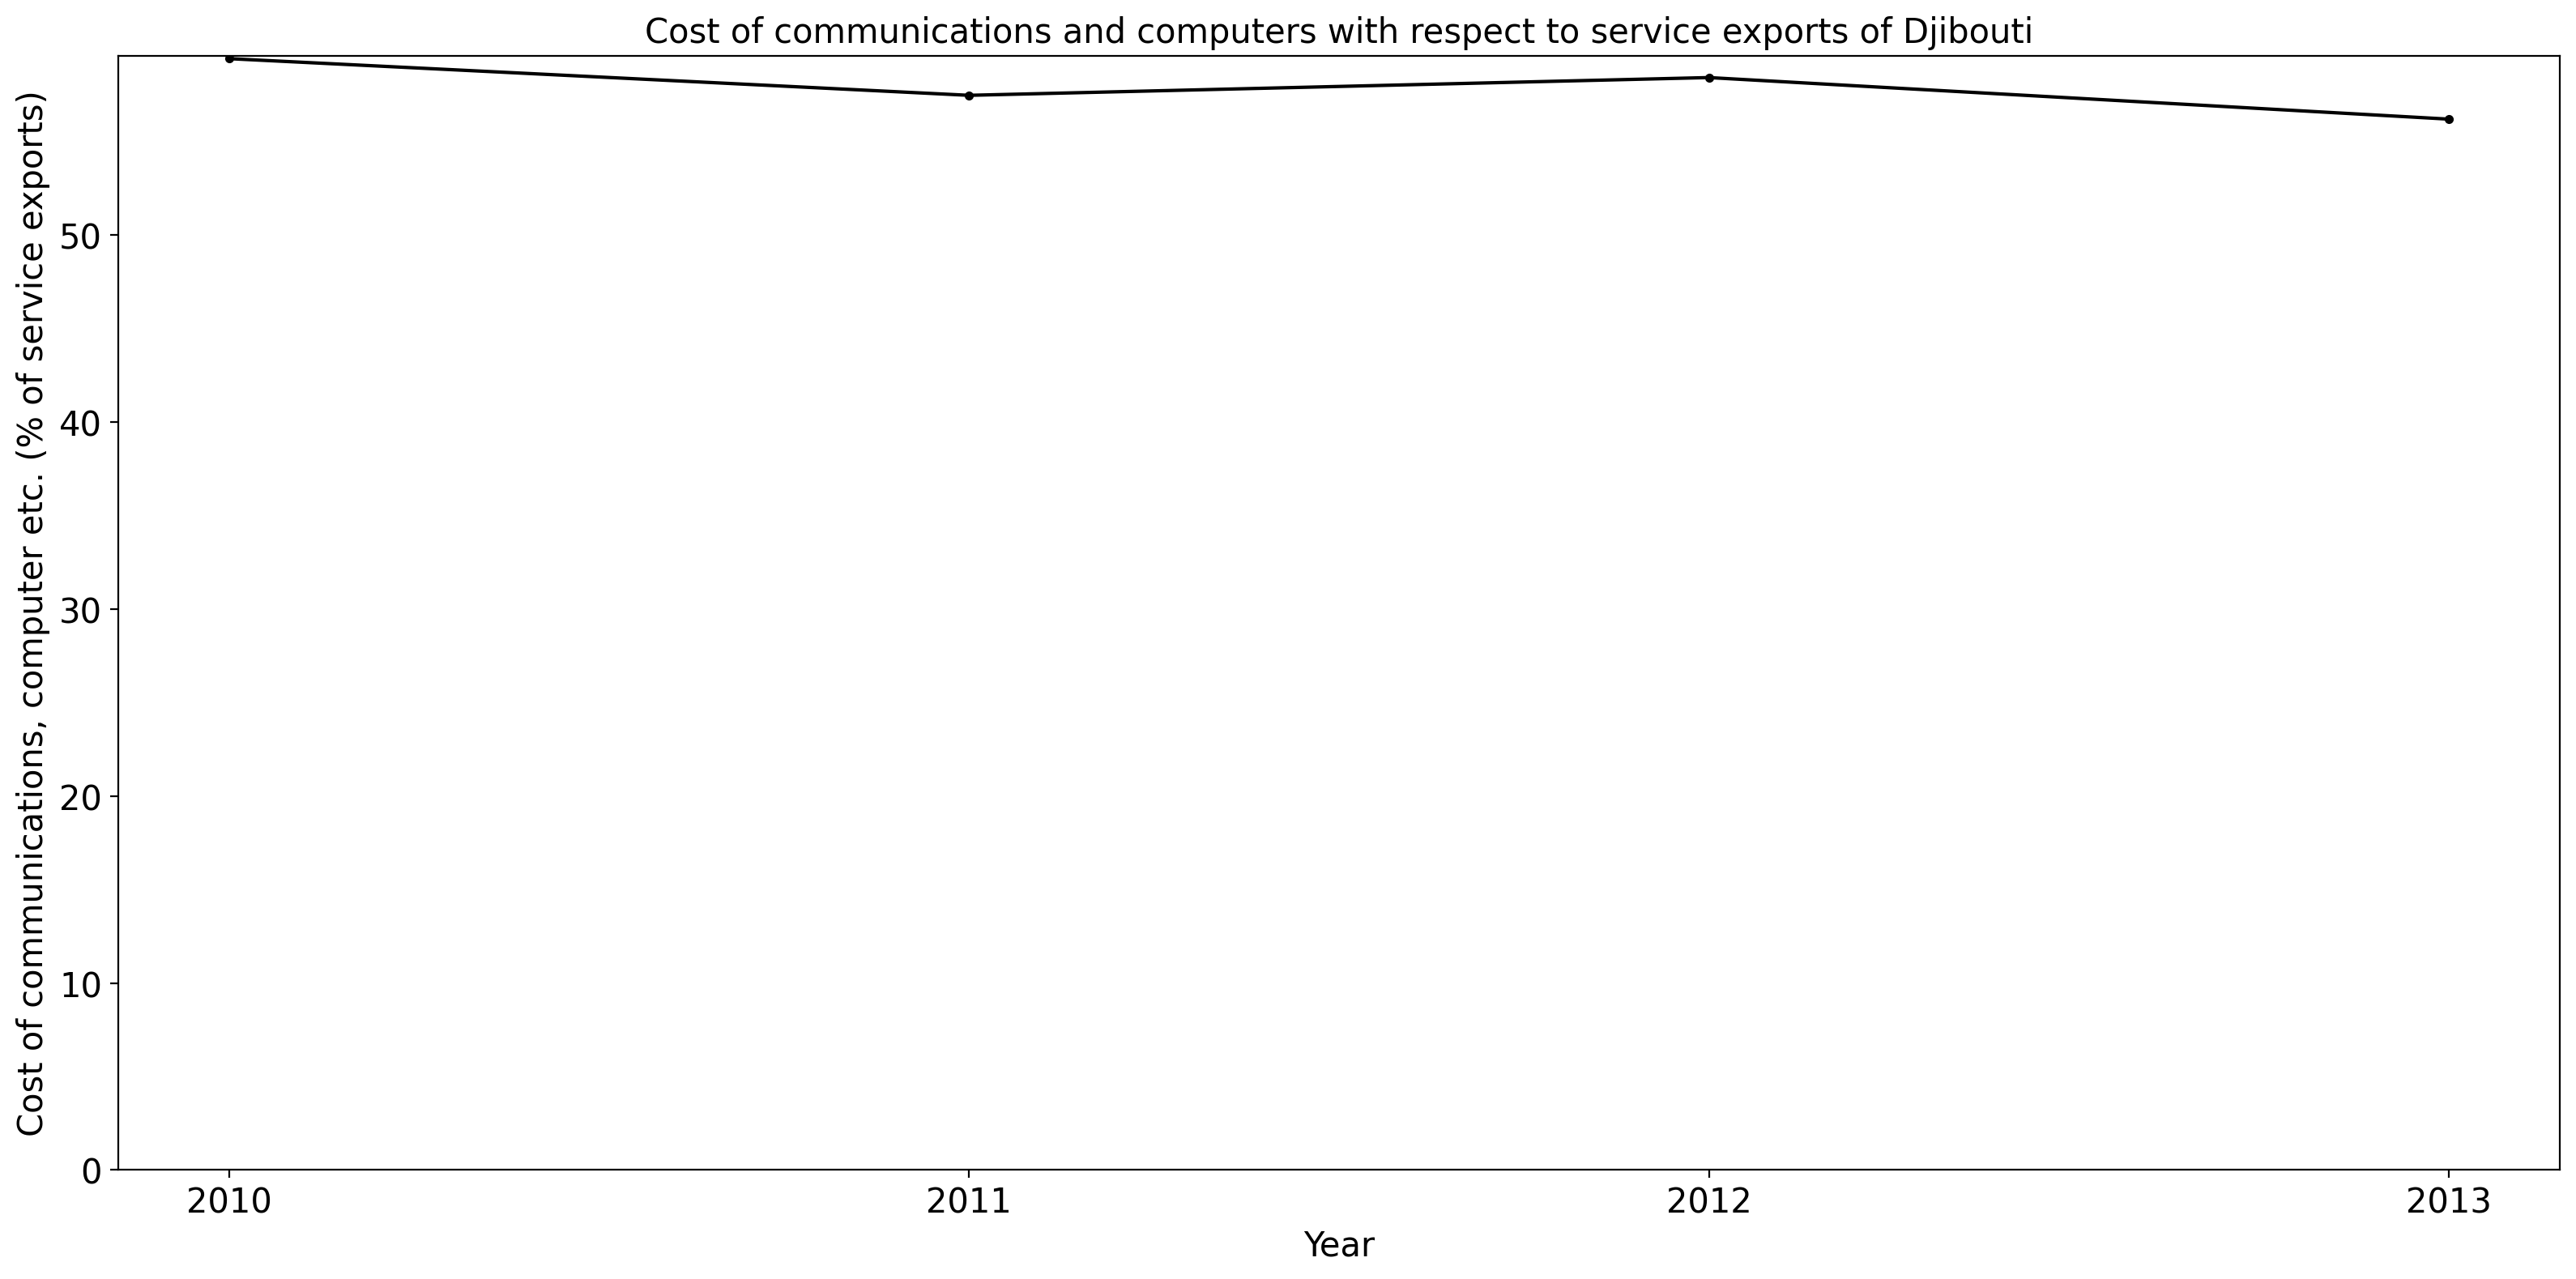 Cost of communications and computers with respect to service exports of Djibouti
Cost of communications, computer etc. (% of service exports)
50
40
30
20
10
0
2010 2011 2012 2013
Year